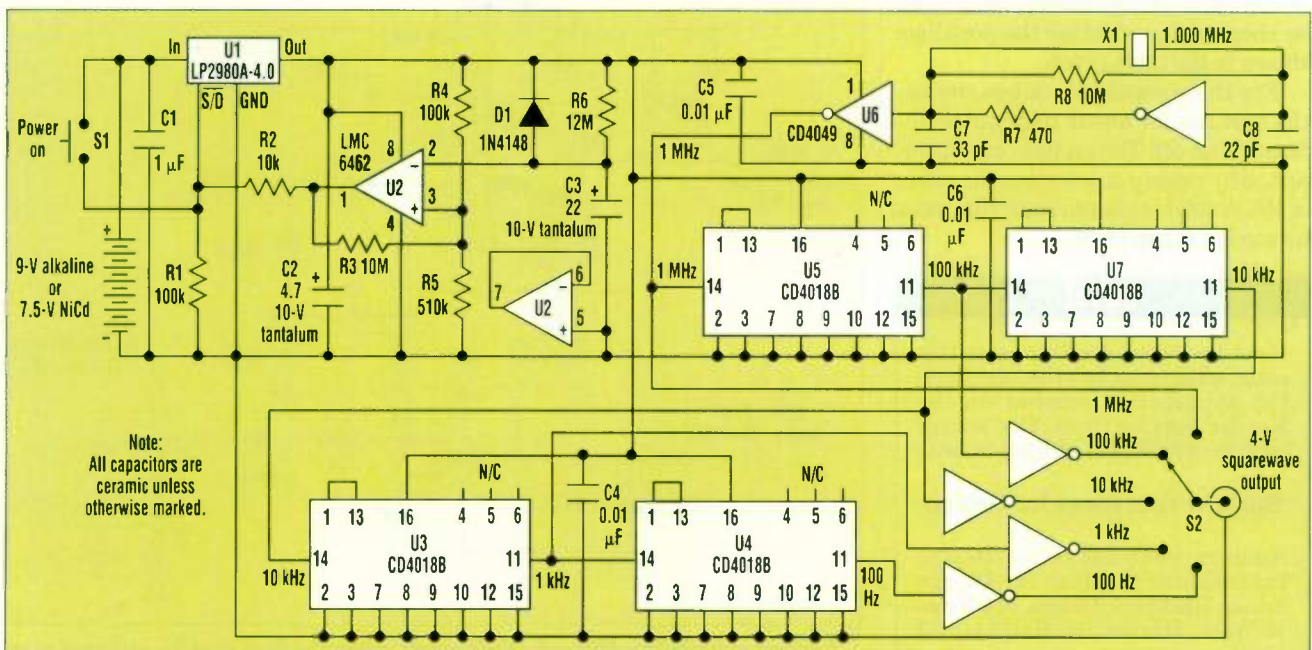 In
U1
LP2980A-4.0
Out
S/D
GND
Power
on
S1
C1
1 μF
R2
10k
9-V alkaline
or
7.5-V NiCd
+
-
R1
100k
LMC
6462
8
2
-
U2
1
3
+
4
R3 10M
C2
4.7
10-V
tantalum
+
R4
100k
R5
510k
D1
1N4148
R6
12M
C3
22
10-V tantalum
+
7
U2
6
-
5
+
C5
0.01 μF
1
U6
CD4049
8
1 MHz
X1
1.000 MHz
R8 10M
R7 470
C7
33 pF
C8
22 pF
N/C
1 13 16 4 5 6
U5
CD4018B
1 MHz
14
11
100 kHz
2 3 7 8 9 10 12 15
C6
0.01
μF
N/C
1 13 16 4 5 6
U7
CD4018B
14
11
10 kHz
2 3 7 8 9 10 12 15
Note:
All capacitors are
ceramic unless
otherwise marked.
N/C
1 13 16 4 5 6
U3
CD4018B
10 kHz
14
11
1 kHz
2 3 7 8 9 10 12 15
C4
0.01
μF
N/C
1 13 16 4 5 6
U4
CD4018B
14
11
100
Hz
2 3 7 8 9 10 12 15
1 MHz
100 kHz
10 kHz
1 kHz
100 Hz
S2
4-V
squarewave
output